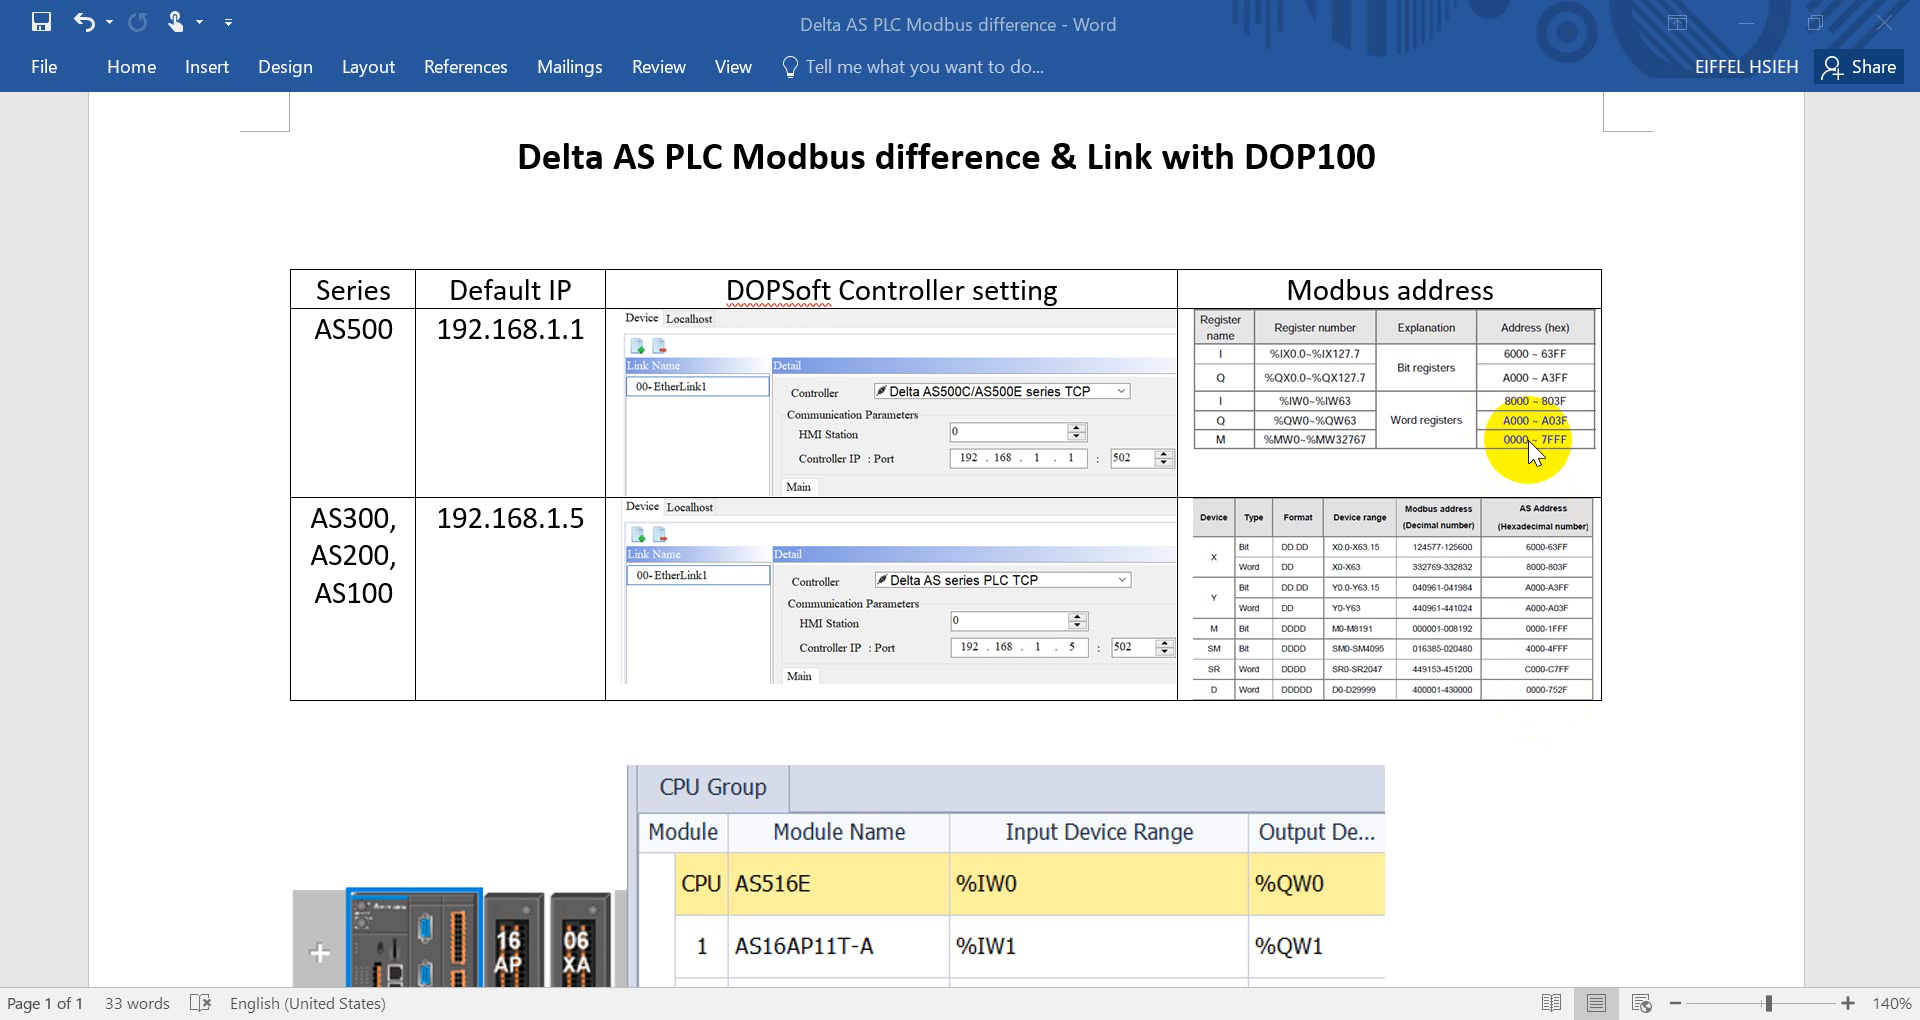 Delta AS PLC Modbus difference - Word
File Home Insert Design Layout References Mailings Review View Tell me what you want to do... EIFFEL HSIEH Share
Delta AS PLC Modbus difference & Link with DOP100
Series Default IP DOPSoft Controller setting Modbus address
AS500 192.168.1.1
Device Localhost
Link Name Detail
00- EtherLink1
Controller Delta AS500C/AS500E series TCP
Communication Parameters
HMI Station 0
Controller IP : Port 192 . 168 . 1 . 1 : 502
Main
Register name Register number Explanation Address (hex)
I %IX0.0~%IX127.7 Bit registers 6000 ~ 63FF
Q %QX0.0~%QX127.7 A000 ~ A3FF
I %IW0~%IW63 Word registers 8000 ~ 803F
Q %QW0~%QW63 A000 ~ A03F
M %MW0~%MW32767 0000 ~ 7FFF
AS300,
AS200,
AS100
192.168.1.5
Device Localhost
Link Name Detail
00- EtherLink1
Controller Delta AS series PLC TCP
Communication Parameters
HMI Station 0
Controller IP : Port 192 . 168 . 1 . 5 : 502
Main
Device Type Format Device range Modbus address (Decimal number) AS Address (Hexadecimal number)
X Bit DD.DD X0.0-X63.15 124577-125600 6000-63FF
Word DD X0-X63 332769-332832 8000-803F
Y Bit DD.DD Y0.0-Y63.15 040961-041984 A000-A3FF
Word DD Y0-Y63 440961-441024 A000-A03F
M Bit DDDD M0-M8191 000001-008192 0000-1FFF
SM Bit DDDD SM0-SM4095 016385-020480 4000-4FFF
SR Word DDDD SR0-SR2047 449153-451200 C000-C7FF
D Word DDDDD D0-D29999 400001-430000 0000-752F
CPU Group
Module Module Name Input Device Range Output De...
CPU AS516E %IW0 %QW0
1 AS16AP11T-A %IW1 %QW1
16
AP
06
XA
Page 1 of 1 33 words English (United States) 140%